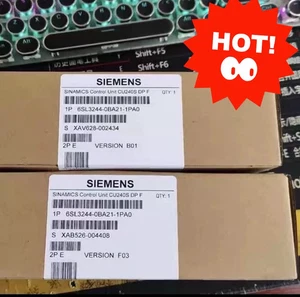 Shift+F5
Shift+F6
HOT!
SIEMENS
SINAMICS Control Unit CU240S DP F QTY: 1
1P 6SL3244-0BA21-1PA0
S XAV628-002434
2P E VERSION B01
SIEMENS
SINAMICS Control Unit CU240S DP F QTY: 1
1P 6SL3244-0BA21-1PA0
S XAB526-004408
2P E VERSION F03